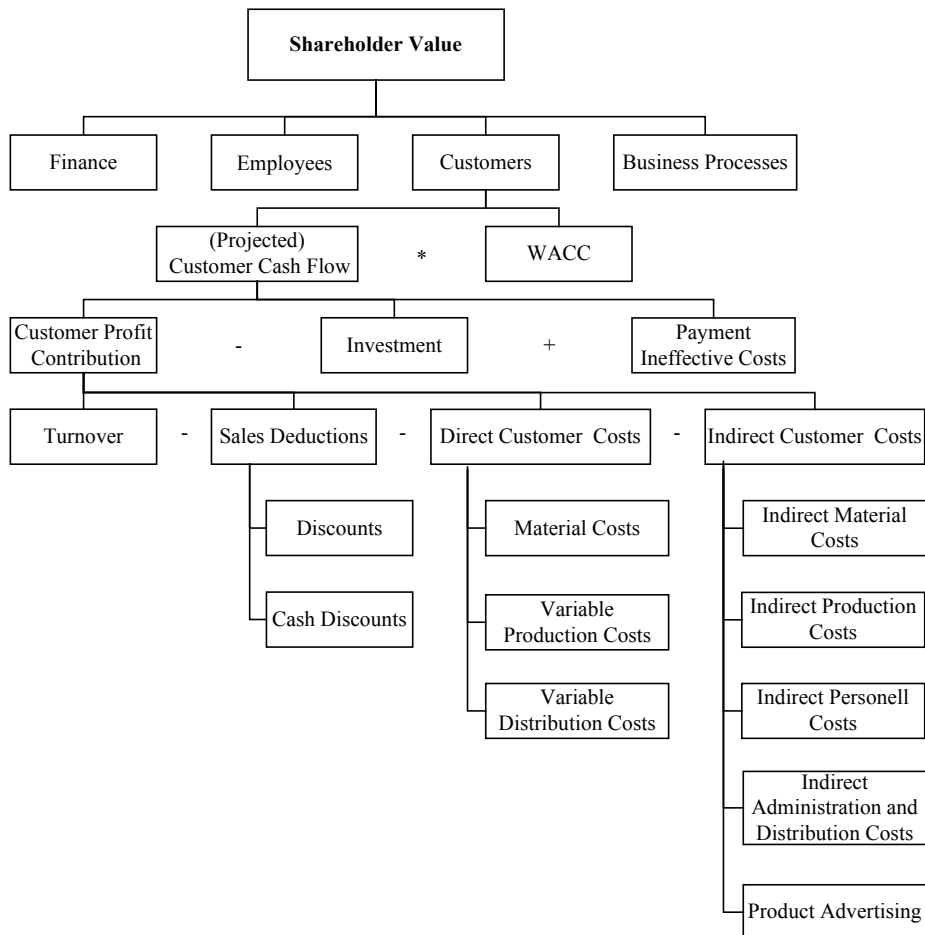 Shareholder Value
Finance
Employees
Customers
Business Processes
(Projected)
Customer Cash Flow
*
WACC
Customer Profit
Contribution
-
Investment
+
Payment
Ineffective Costs
Turnover
-
Sales Deductions
-
Direct Customer Costs
-
Indirect Customer Costs
Discounts
Cash Discounts
Material Costs
Variable
Production Costs
Variable
Distribution Costs
Indirect Material
Costs
Indirect Production
Costs
Indirect Personell
Costs
Indirect
Administration and
Distribution Costs
Product Advertising